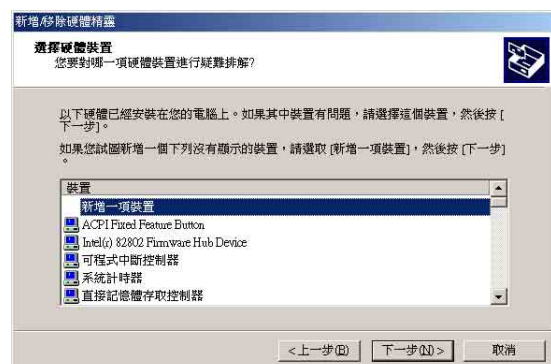 新增/移除硬體精靈
選擇硬體裝置
您要對哪一項硬體裝置進行疑難排解?
以下硬體已經安裝在您的電腦上。如果其中裝置有問題，請選擇這個裝置，然後按 [
下一步]。
如果您試圖新增一個下列沒有顯示的裝置，請選取 [新增一項裝置]，然後按 [下一步]
。
裝置
新增一項裝置
ACPI Fixed Feature Button
Intel(r) 82802 Firmware Hub Device
可程式中斷控制器
系統計時器
直接記憶體存取控制器
<上一步(B) 下一步(N)> 取消